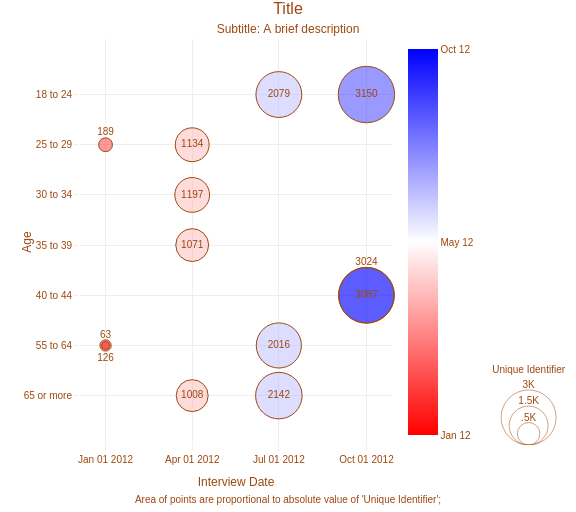 Title
Subtitle: A brief description
Oct 12
18 to 24
2079
3150
189
25 to 29
1134
30 to 34
1197
Age
35 to 39
1071
May 12
3024
40 to 44
3087
63
55 to 64
2016
126
65 or more
1008
2142
Unique Identifier
3K
1.5K
.5K
Jan 12
Jan 01 2012
Apr 01 2012
Jul 01 2012
Oct 01 2012
Interview Date
Area of points are proportional to absolute value of 'Unique Identifier';